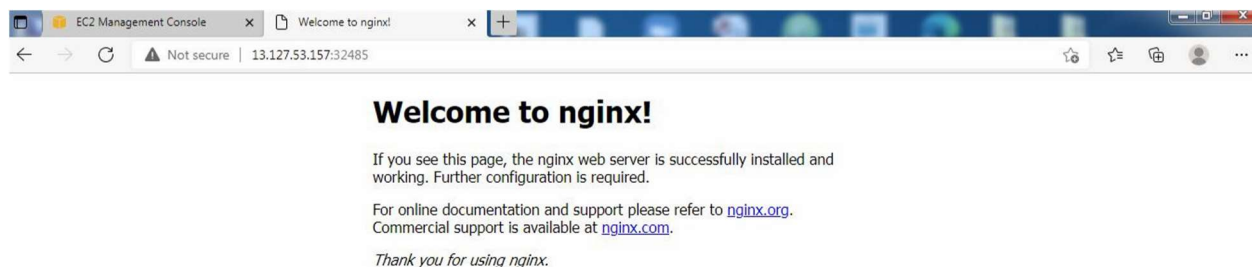 EC2 Management Console
Welcome to nginx!
Not secure | 13.127.53.157:32485
Welcome to nginx!
If you see this page, the nginx web server is successfully installed and
working. Further configuration is required.
For online documentation and support please refer to nginx.org.
Commercial support is available at nginx.com.
Thank you for using nginx.